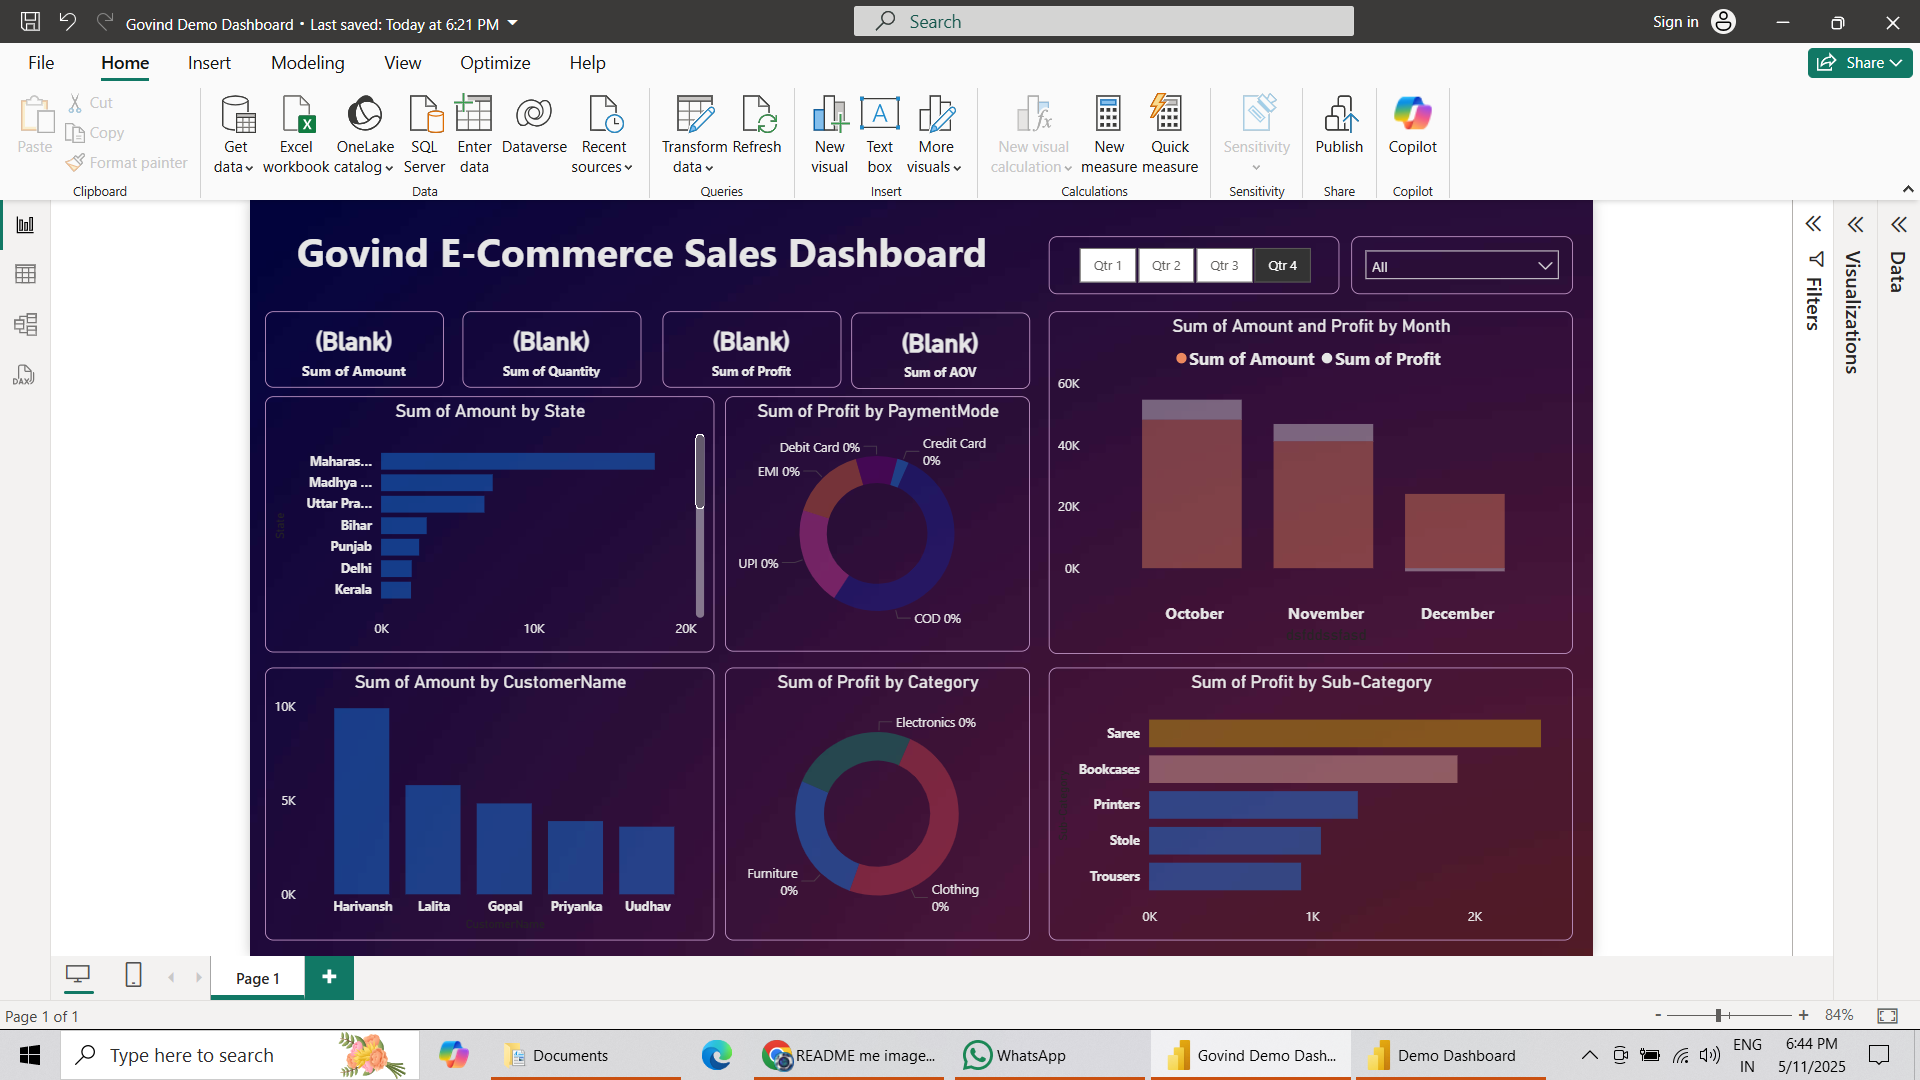 Govind Demo Dashboard • Last saved: Today at 6:21 PM
Search
Sign in
File
Home
Insert
Modeling
View
Optimize
Help
Share
Paste
Cut
Copy
Format painter
Clipboard
Get data
Excel workbook
OneLake catalog
SQL Server
Enter data
Dataverse
Recent sources
Data
Transform data
Refresh
Queries
New visual
Text box
More visuals
Insert
New visual calculation
New measure
Quick measure
Calculations
Sensitivity
Sensitivity
Publish
Share
Copilot
Copilot
Govind E-Commerce Sales Dashboard
Qtr 1
Qtr 2
Qtr 3
Qtr 4
All
(Blank)
Sum of Amount
(Blank)
Sum of Quantity
(Blank)
Sum of Profit
(Blank)
Sum of AOV
Sum of Amount by State
State
Maharas...
Madhya ...
Uttar Pra...
Bihar
Punjab
Delhi
Kerala
0K
10K
20K
Sum of Profit by PaymentMode
Debit Card 0%
Credit Card
0%
EMI 0%
UPI 0%
COD 0%
Sum of Amount and Profit by Month
Sum of Amount
Sum of Profit
60K
40K
20K
0K
October
November
December
Sum of Amount by CustomerName
10K
5K
0K
Harivansh
Lalita
Gopal
Priyanka
Uudhav
CustomerName
Sum of Profit by Category
Electronics 0%
Furniture
0%
Clothing
0%
Sum of Profit by Sub-Category
Saree
Bookcases
Printers
Stole
Trousers
0K
1K
2K
Filters
Visualizations
Data
DAX
Page 1
Page 1 of 1
84%
Type here to search
Documents
README me image...
WhatsApp
Govind Demo Dash...
Demo Dashboard
ENG
IN
6:44 PM
5/11/2025